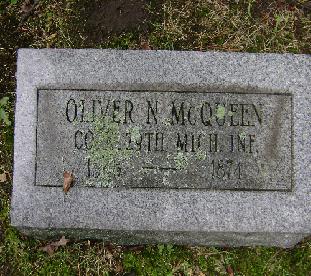 OLIVER N. McQUEEN
CO. 29TH MICH. INF.
1874